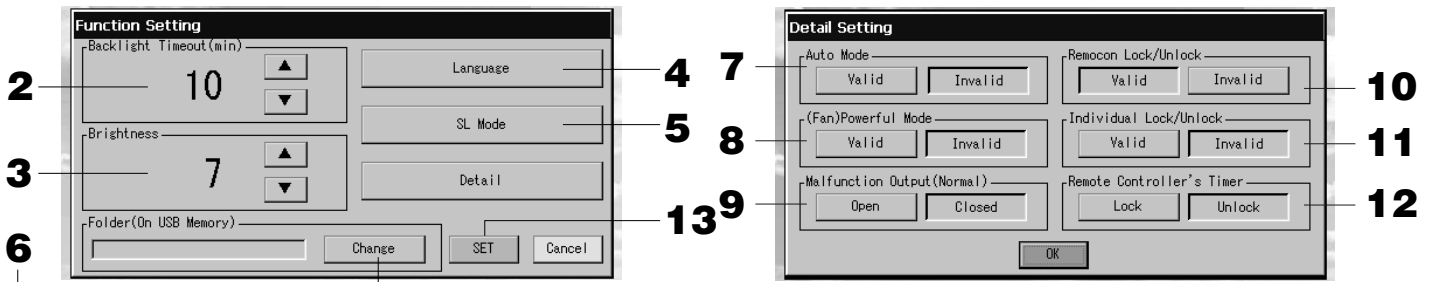 Function Setting
Backlight Timeout(min)
2
10
▲
▼
Language
4
SL Mode
5
Brightness
3
7
▲
▼
Detail
Folder(On USB Memory)
6
Change
SET
13
Cancel
Detail Setting
7
Auto Mode
Valid Invalid
Remocon Lock/Unlock
Valid Invalid
10
8
(Fan)Powerful Mode
Valid Invalid
Individual Lock/Unlock
Valid Invalid
11
9
Malfunction Output(Normal)
Open Closed
Remote Controller's Timer
Lock Unlock
12
OK